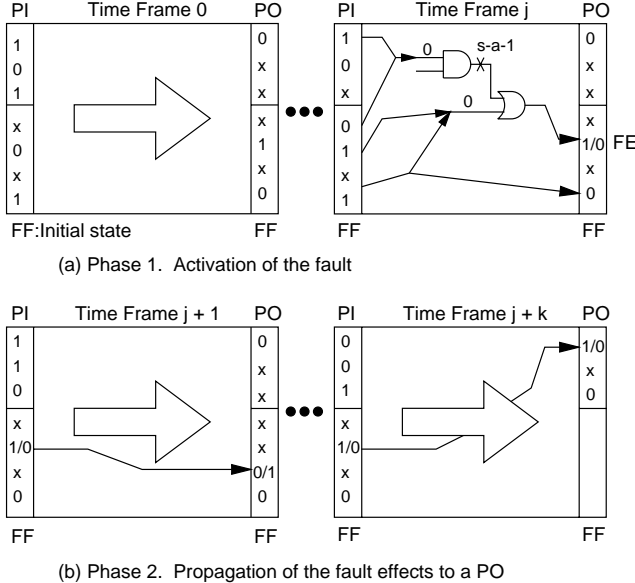 PI Time Frame 0 PO PI Time Frame j PO
1 0 1 0 0 s-a-1
0 x 0 x
1 x x 0 x
x x 0 x
0 1 1 1/0 FE
x x x x
1 0 1 0
FF:Initial state FF FF FF
(a) Phase 1. Activation of the fault
PI Time Frame j + 1 PO PI Time Frame j + k PO
1 0 0 1/0
1 x 0 x
0 x 1 0
x x x
1/0 x 1/0
x 0/1 x
0 0 0
FF FF FF FF
(b) Phase 2. Propagation of the fault effects to a PO